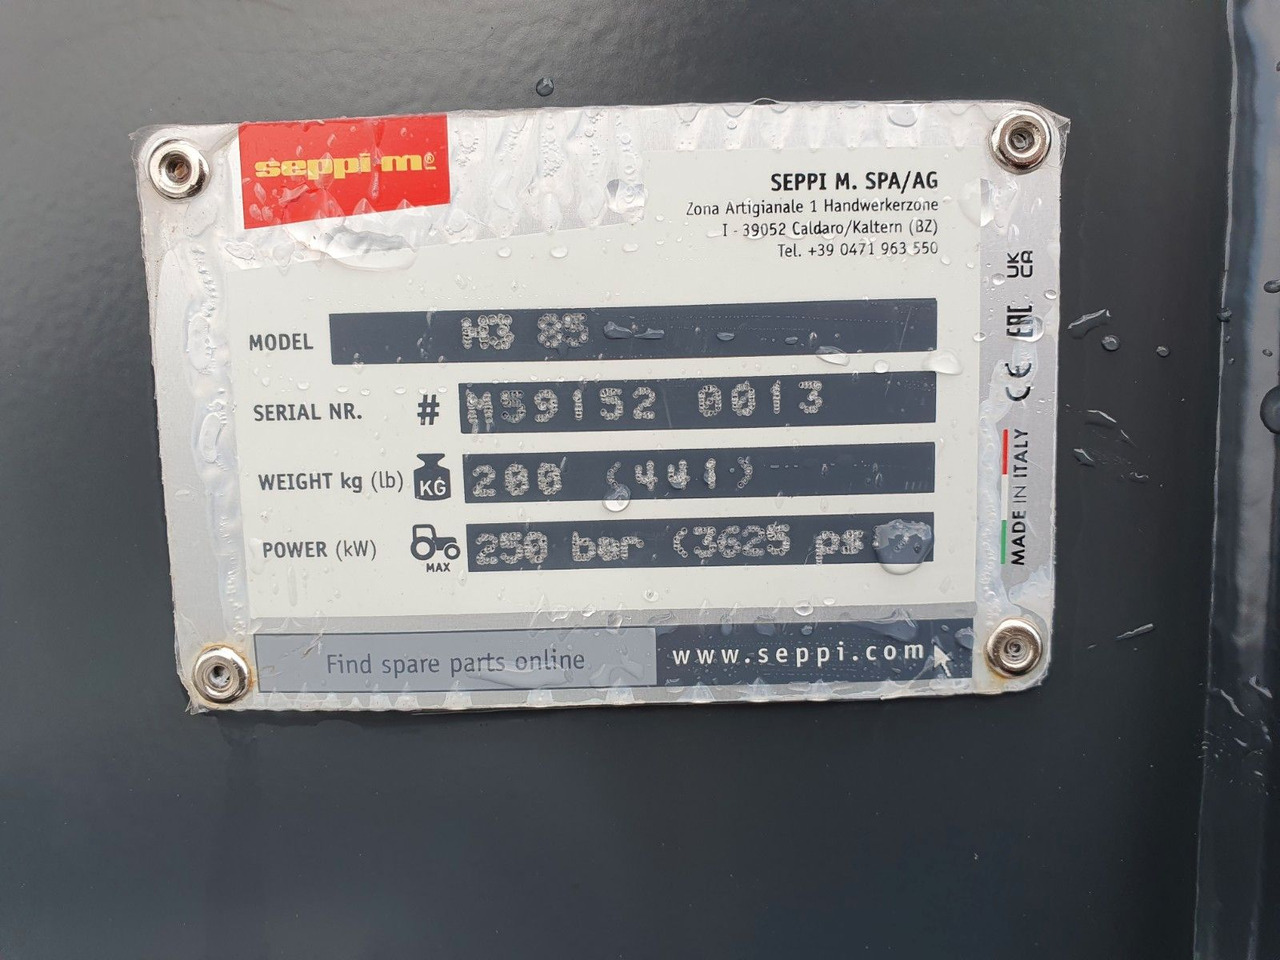 seppi m®
SEPPI M. SPA/AG
Zona Artigianale 1 Handwerkerzone
I - 39052 Caldaro/Kaltern (BZ)
Tel. +39 0471 963 550
MODEL M3 85
SERIAL NR. # M59152 0013
WEIGHT kg (lb) KG 200 (441)
POWER (kW) MAX 250 bar (3625 psi)
Find spare parts online www.seppi.com
MADE IN ITALY CE EAC UK CA